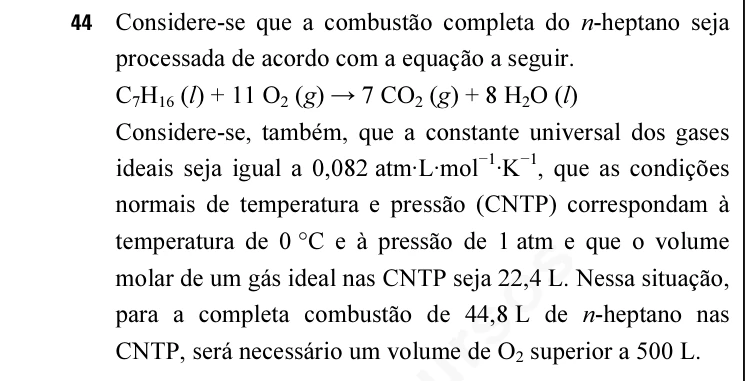 44 Considere-se que a combustão completa do n-heptano seja
processada de acordo com a equação a seguir.
C₇H₁₆ (l) + 11 O₂ (g) → 7 CO₂ (g) + 8 H₂O (l)
Considere-se, também, que a constante universal dos gases
ideais seja igual a 0,082 atm·L·mol⁻¹·K⁻¹, que as condições
normais de temperatura e pressão (CNTP) correspondam à
temperatura de 0 °C e à pressão de 1 atm e que o volume
molar de um gás ideal nas CNTP seja 22,4 L. Nessa situação,
para a completa combustão de 44,8 L de n-heptano nas
CNTP, será necessário um volume de O₂ superior a 500 L.